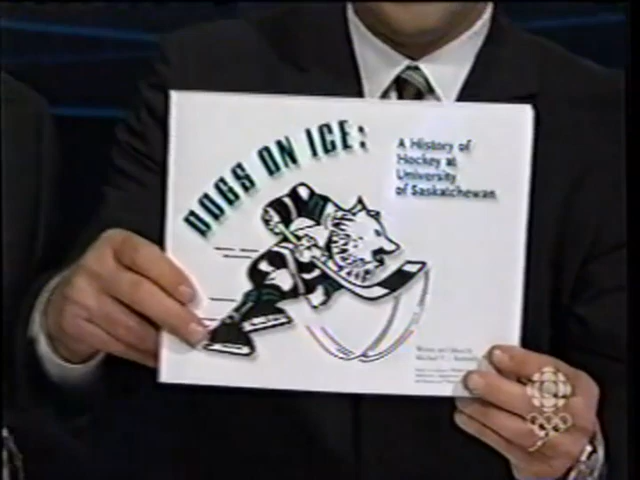 DOGS ON ICE:
A History of
Hockey at
University
of Saskatchewan